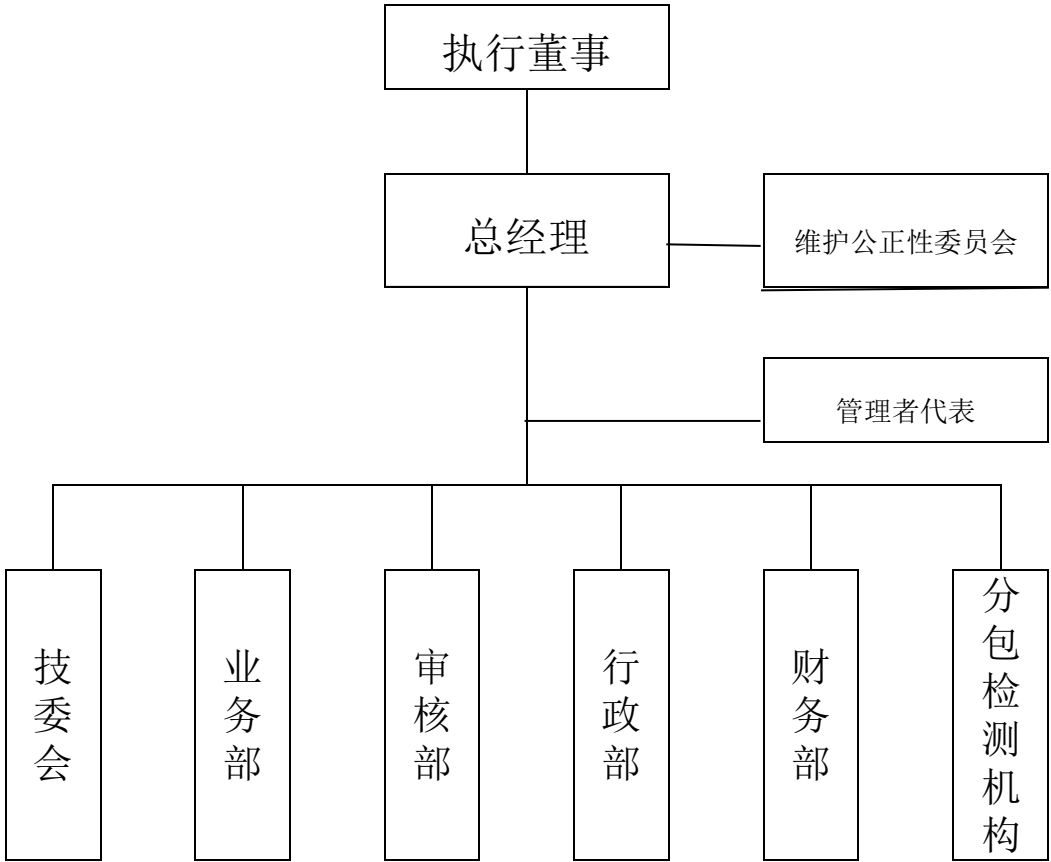 执行董事
总经理
维护公正性委员会
管理者代表
技委会
业务部
审核部
行政部
财务部
分包检测机构